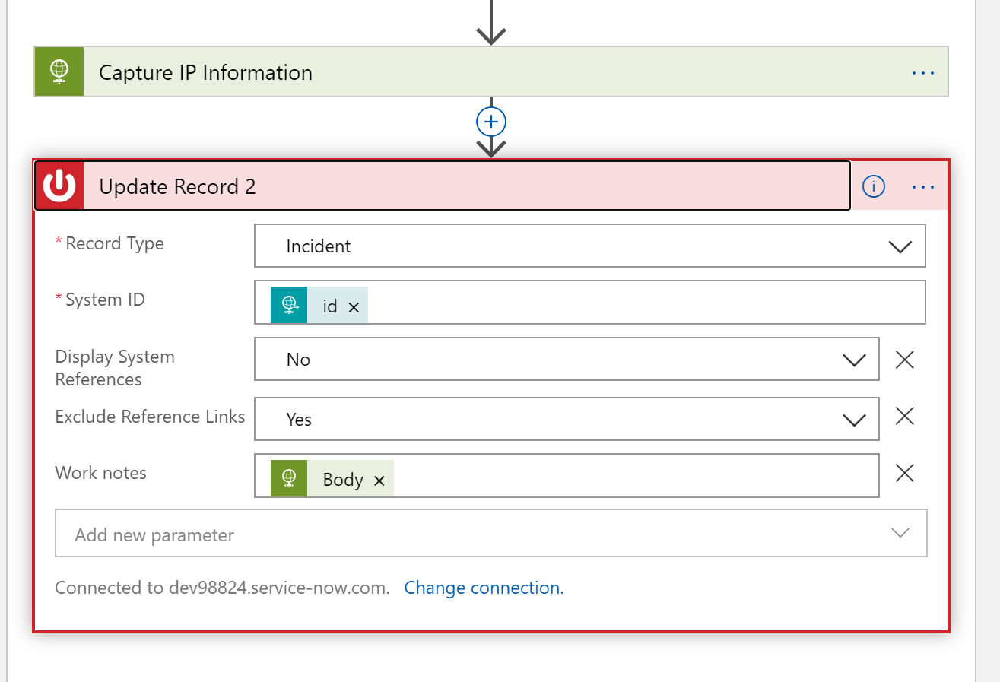 Capture IP Information
Update Record 2
* Record Type
Incident
* System ID
id
Display System
References
No
Exclude Reference Links
Yes
Work notes
Body
Add new parameter
Connected to dev98824.service-now.com. Change connection.